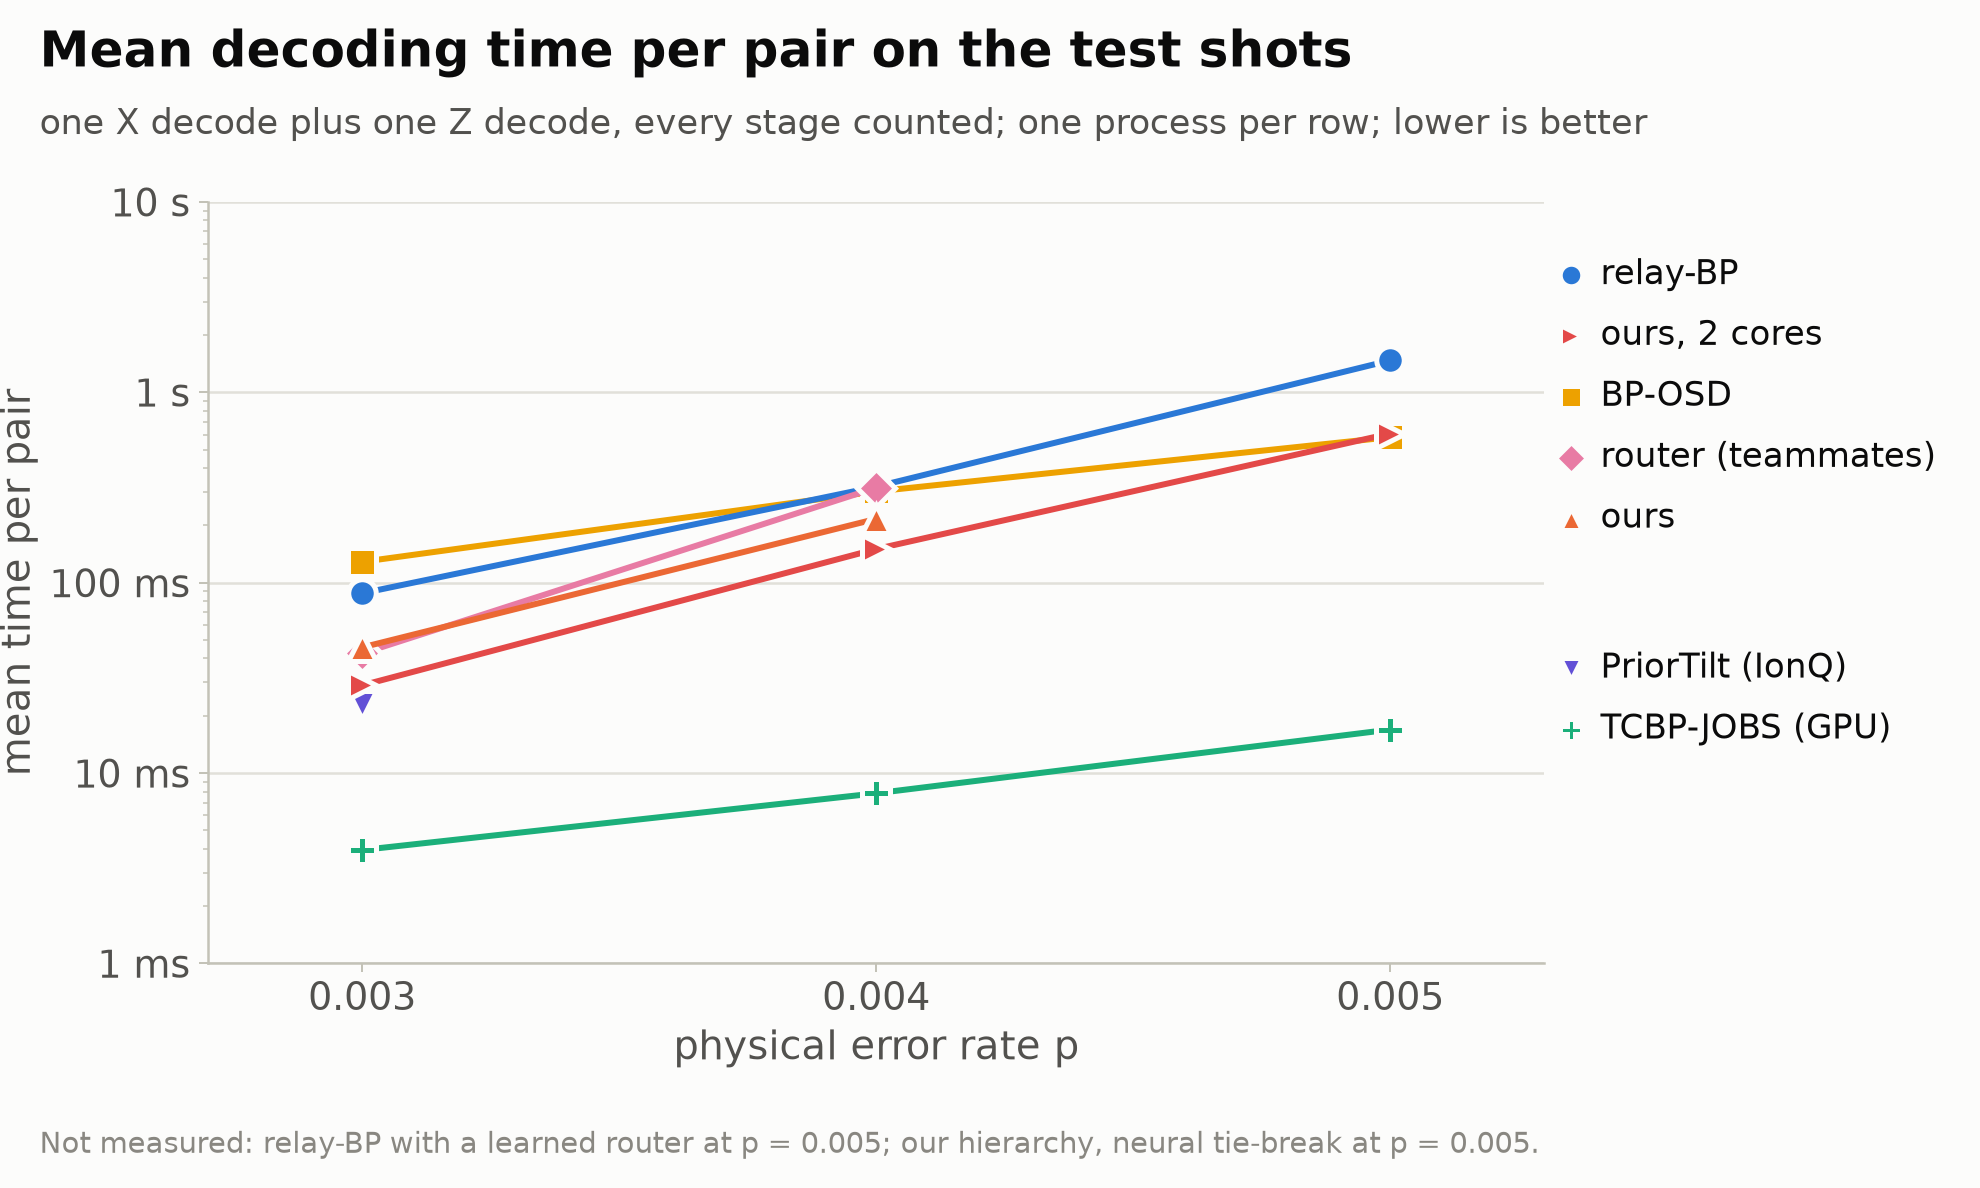 Mean decoding time per pair on the test shots
one X decode plus one Z decode, every stage counted; one process per row; lower is better
mean time per pair
10 s
1 s
100 ms
10 ms
1 ms
0.003
0.004
0.005
physical error rate p
relay-BP
ours, 2 cores
BP-OSD
router (teammates)
ours
PriorTilt (IonQ)
TCBP-JOBS (GPU)
Not measured: relay-BP with a learned router at p = 0.005; our hierarchy, neural tie-break at p = 0.005.